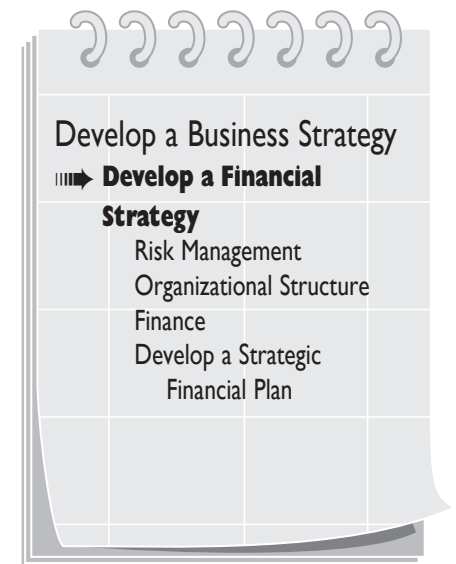 Develop a Business Strategy
Develop a Financial
Strategy
Risk Management
Organizational Structure
Finance
Develop a Strategic
Financial Plan